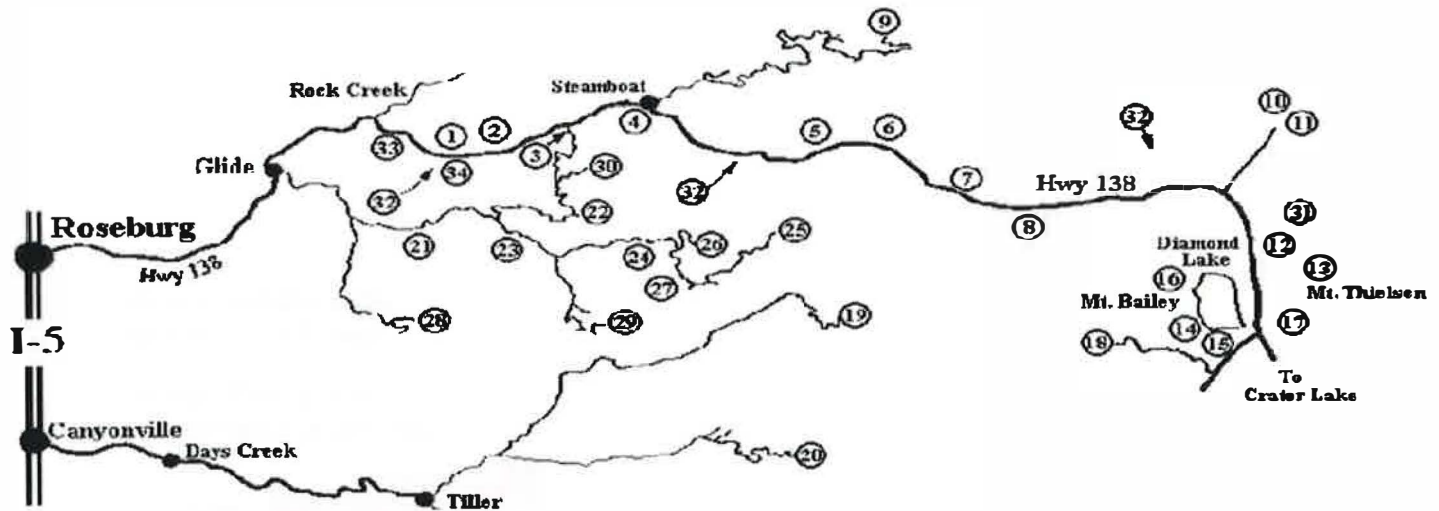 9
Rock Creek
Steamboat
10
11
32
1
2
3
4
5
6
33
34
Glide
32
30
32
7
Hwy 138
8
22
31
Roseburg
Hwy 138
21
23
24
26
25
27
Diamond
Lake
12
13
Mt. Thielsen
16
Mt. Bailey
28
29
19
14
15
17
18
I-5
To
Crater Lake
Canyonville
Days Creek
20
Tiller